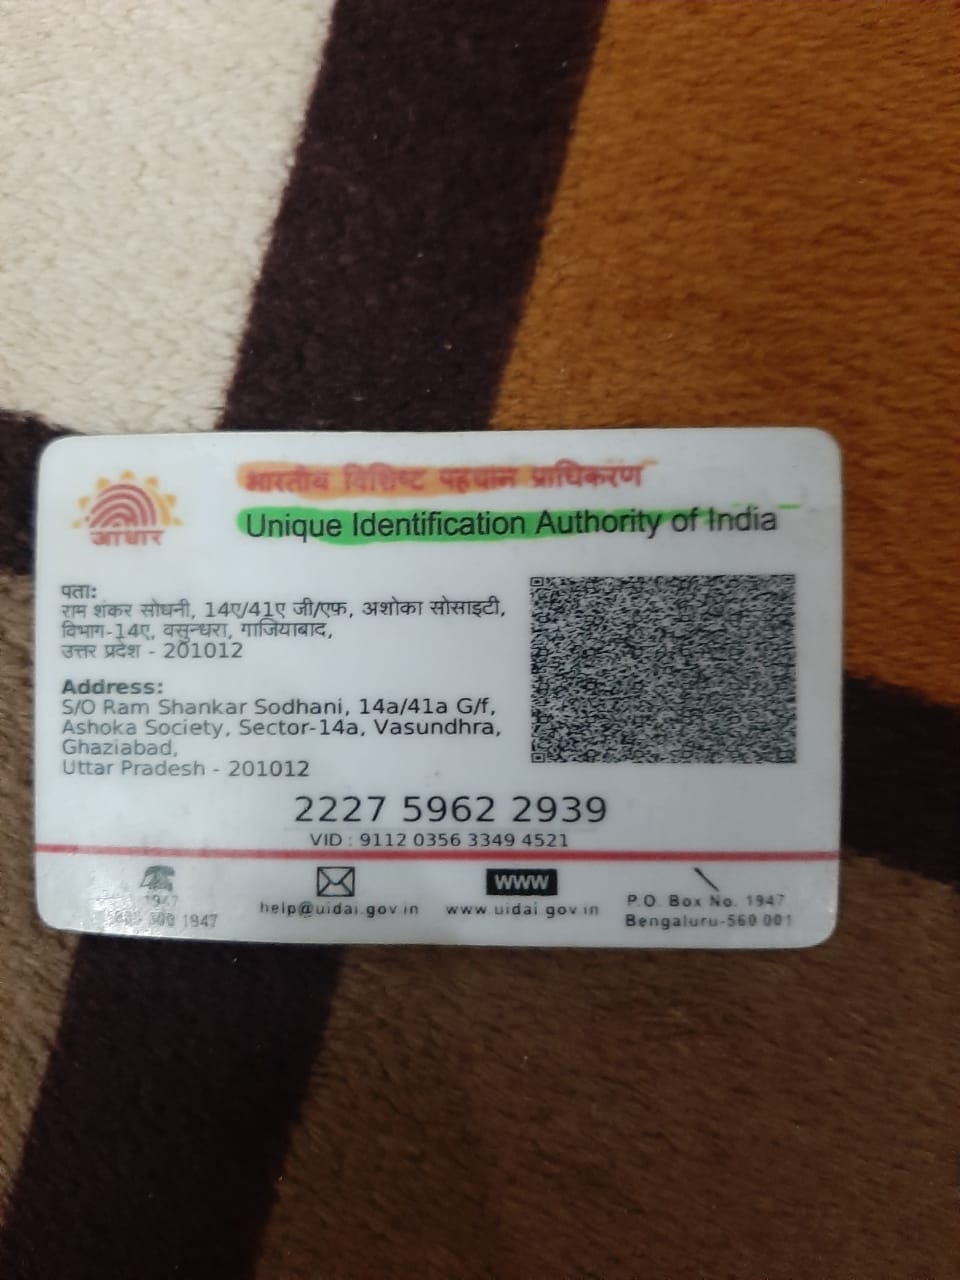 भारतीय विशिष्ट पहचान प्राधिकरण
Unique Identification Authority of India
आधार
पता:
राम शंकर सोधनी, 14ए/41ए जी/एफ, अशोका सोसाइटी,
विभाग-14ए, वसुन्धरा, गाजियाबाद,
उत्तर प्रदेश - 201012
Address:
S/O Ram Shankar Sodhani, 14a/41a G/f,
Ashoka Society, Sector-14a, Vasundhra,
Ghaziabad,
Uttar Pradesh - 201012
2227 5962 2939
VID : 9112 0356 3349 4521
1947
300 1947
help@uidai.gov.in
www
www.uidai.gov.in
P.O. Box No. 1947
Bengaluru-560 001